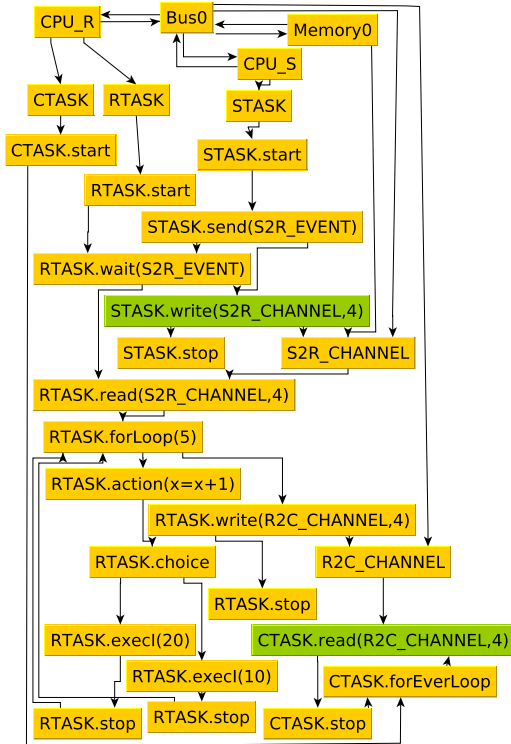 CPU_R
Bus0
Memory0
CPU_S
CTASK
RTASK
STASK
CTASK.start
STASK.start
RTASK.start
STASK.send(S2R_EVENT)
RTASK.wait(S2R_EVENT)
STASK.write(S2R_CHANNEL,4)
STASK.stop
S2R_CHANNEL
RTASK.read(S2R_CHANNEL,4)
RTASK.forLoop(5)
RTASK.action(x=x+1)
RTASK.write(R2C_CHANNEL,4)
RTASK.choice
R2C_CHANNEL
RTASK.stop
RTASK.execI(20)
CTASK.read(R2C_CHANNEL,4)
RTASK.execI(10)
CTASK.forEverLoop
RTASK.stop
RTASK.stop
CTASK.stop